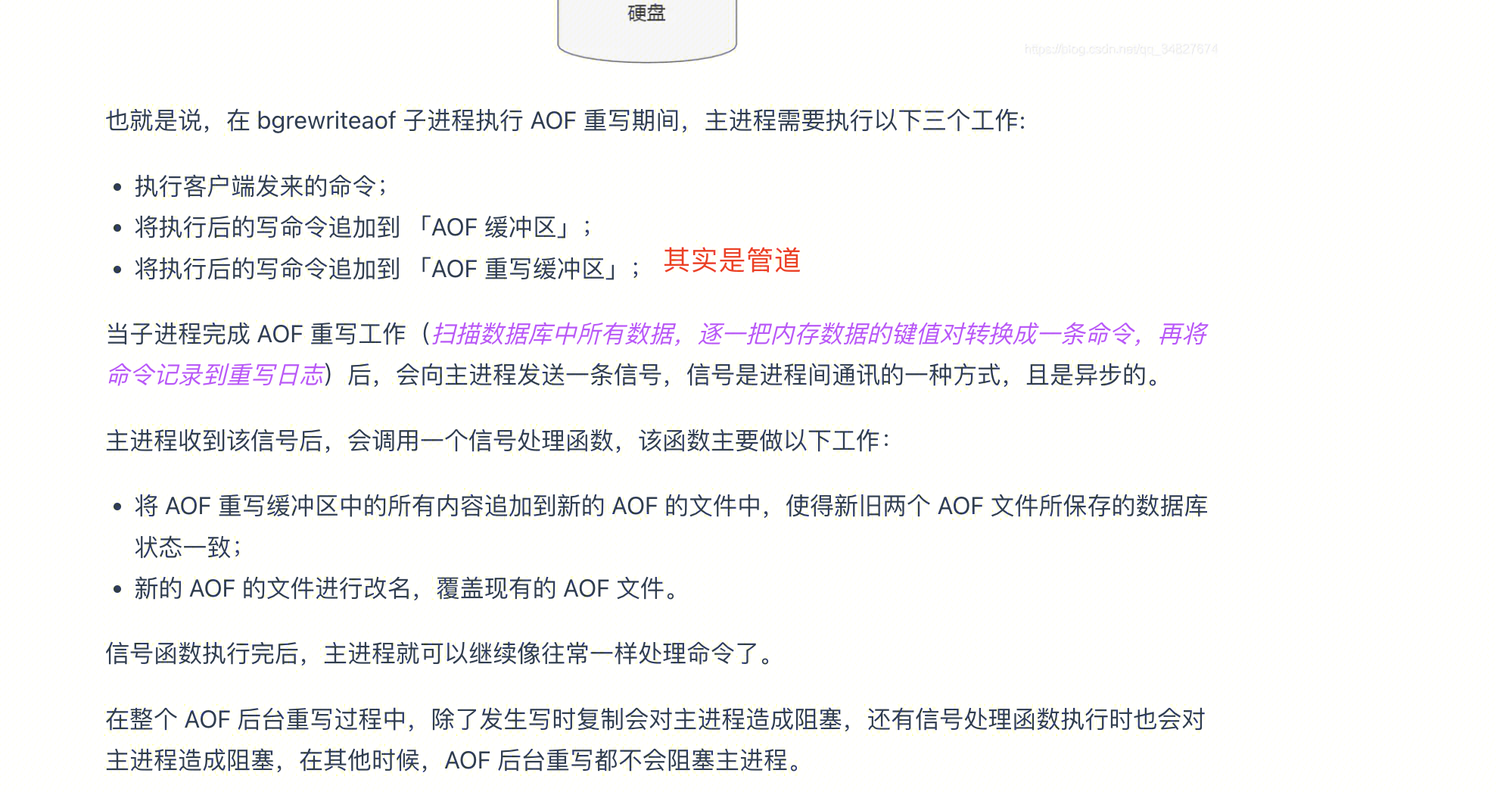 硬盘
https://blog.csdn.net/qq_34827674
也就是说，在 bgrewriteaof 子进程执行 AOF 重写期间，主进程需要执行以下三个工作:
• 执行客户端发来的命令；
• 将执行后的写命令追加到 「AOF 缓冲区」；
• 将执行后的写命令追加到 「AOF 重写缓冲区」； 其实是管道
当子进程完成 AOF 重写工作（扫描数据库中所有数据，逐一把内存数据的键值对转换成一条命令，再将
命令记录到重写日志）后，会向主进程发送一条信号，信号是进程间通讯的一种方式，且是异步的。
主进程收到该信号后，会调用一个信号处理函数，该函数主要做以下工作：
• 将 AOF 重写缓冲区中的所有内容追加到新的 AOF 的文件中，使得新旧两个 AOF 文件所保存的数据库
状态一致；
• 新的 AOF 的文件进行改名，覆盖现有的 AOF 文件。
信号函数执行完后，主进程就可以继续像往常一样处理命令了。
在整个 AOF 后台重写过程中，除了发生写时复制会对主进程造成阻塞，还有信号处理函数执行时也会对
主进程造成阻塞，在其他时候，AOF 后台重写都不会阻塞主进程。